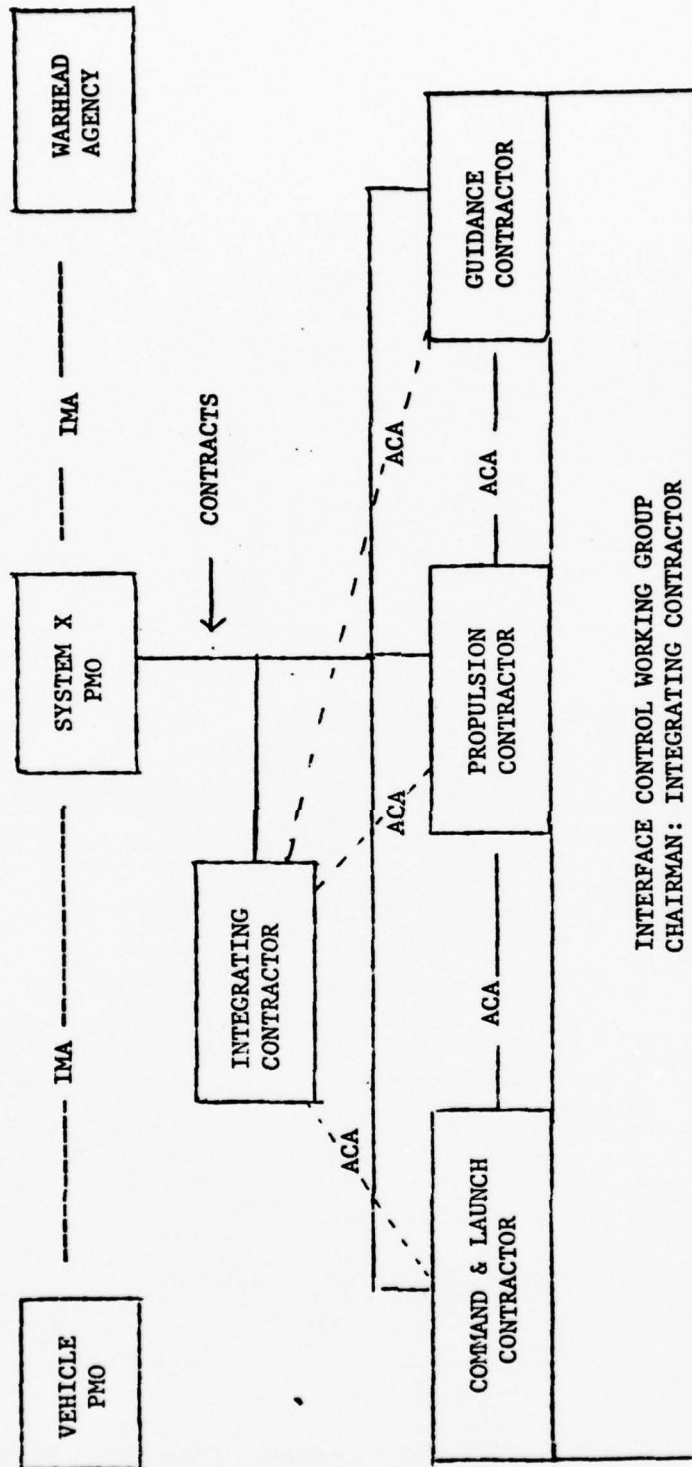 VEHICLE
PMO
IMA
SYSTEM X
PMO
IMA
WARHEAD
AGENCY
CONTRACTS
INTEGRATING
CONTRACTOR
ACA
ACA
ACA
COMMAND & LAUNCH
CONTRACTOR
ACA
PROPULSION
CONTRACTOR
ACA
GUIDANCE
CONTRACTOR
INTERFACE CONTROL WORKING GROUP
CHAIRMAN: INTEGRATING CONTRACTOR